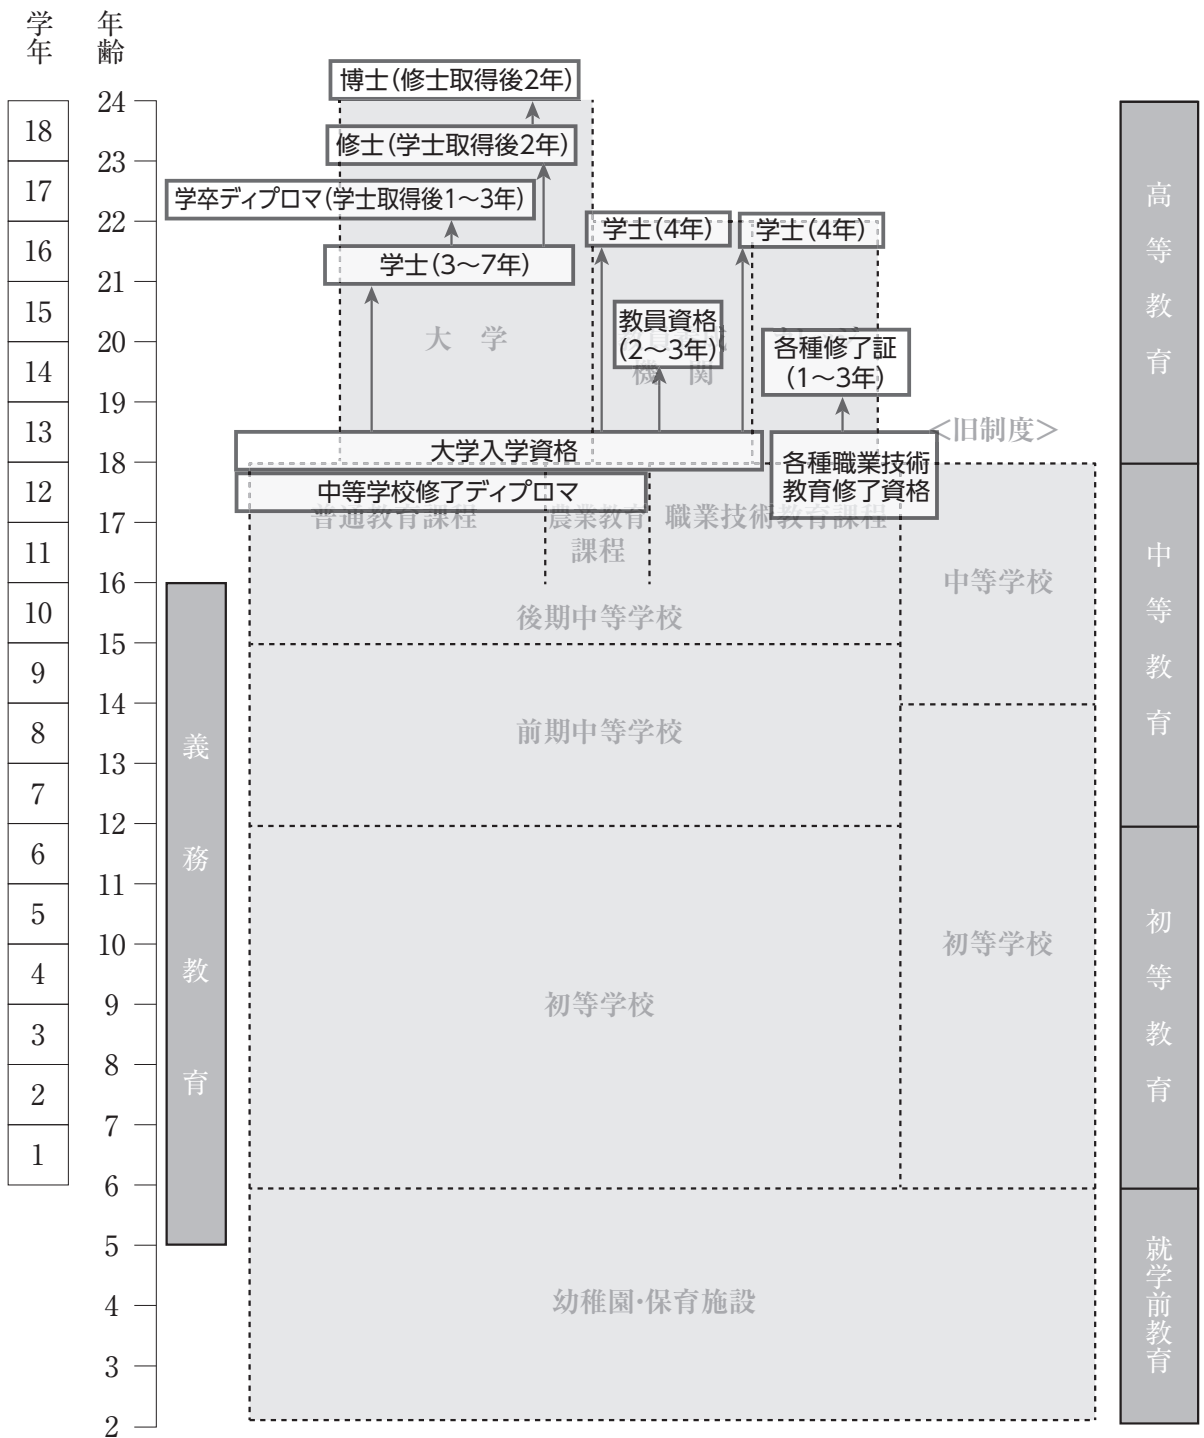 学年
年齢
24
23
22
21
20
19
18
17
16
15
14
13
12
11
10
9
8
7
6
5
4
3
2
18
17
16
15
14
13
12
11
10
9
8
7
6
5
4
3
2
1
義務教育
博士(修士取得後2年)
修士(学士取得後2年)
学卒ディプロマ(学士取得後1〜3年)
学士(3〜7年)
学士(4年)
学士(4年)
大学
教員資格
(2〜3年)
機関
各種修了証
(1〜3年)
<旧制度>
大学入学資格
中等学校修了ディプロマ
各種職業技術
教育修了資格
普通教育課程
農業教育
課程
職業技術教育課程
中等学校
後期中等学校
前期中等学校
初等学校
初等学校
幼稚園・保育施設
高等教育
中等教育
初等教育
就学前教育